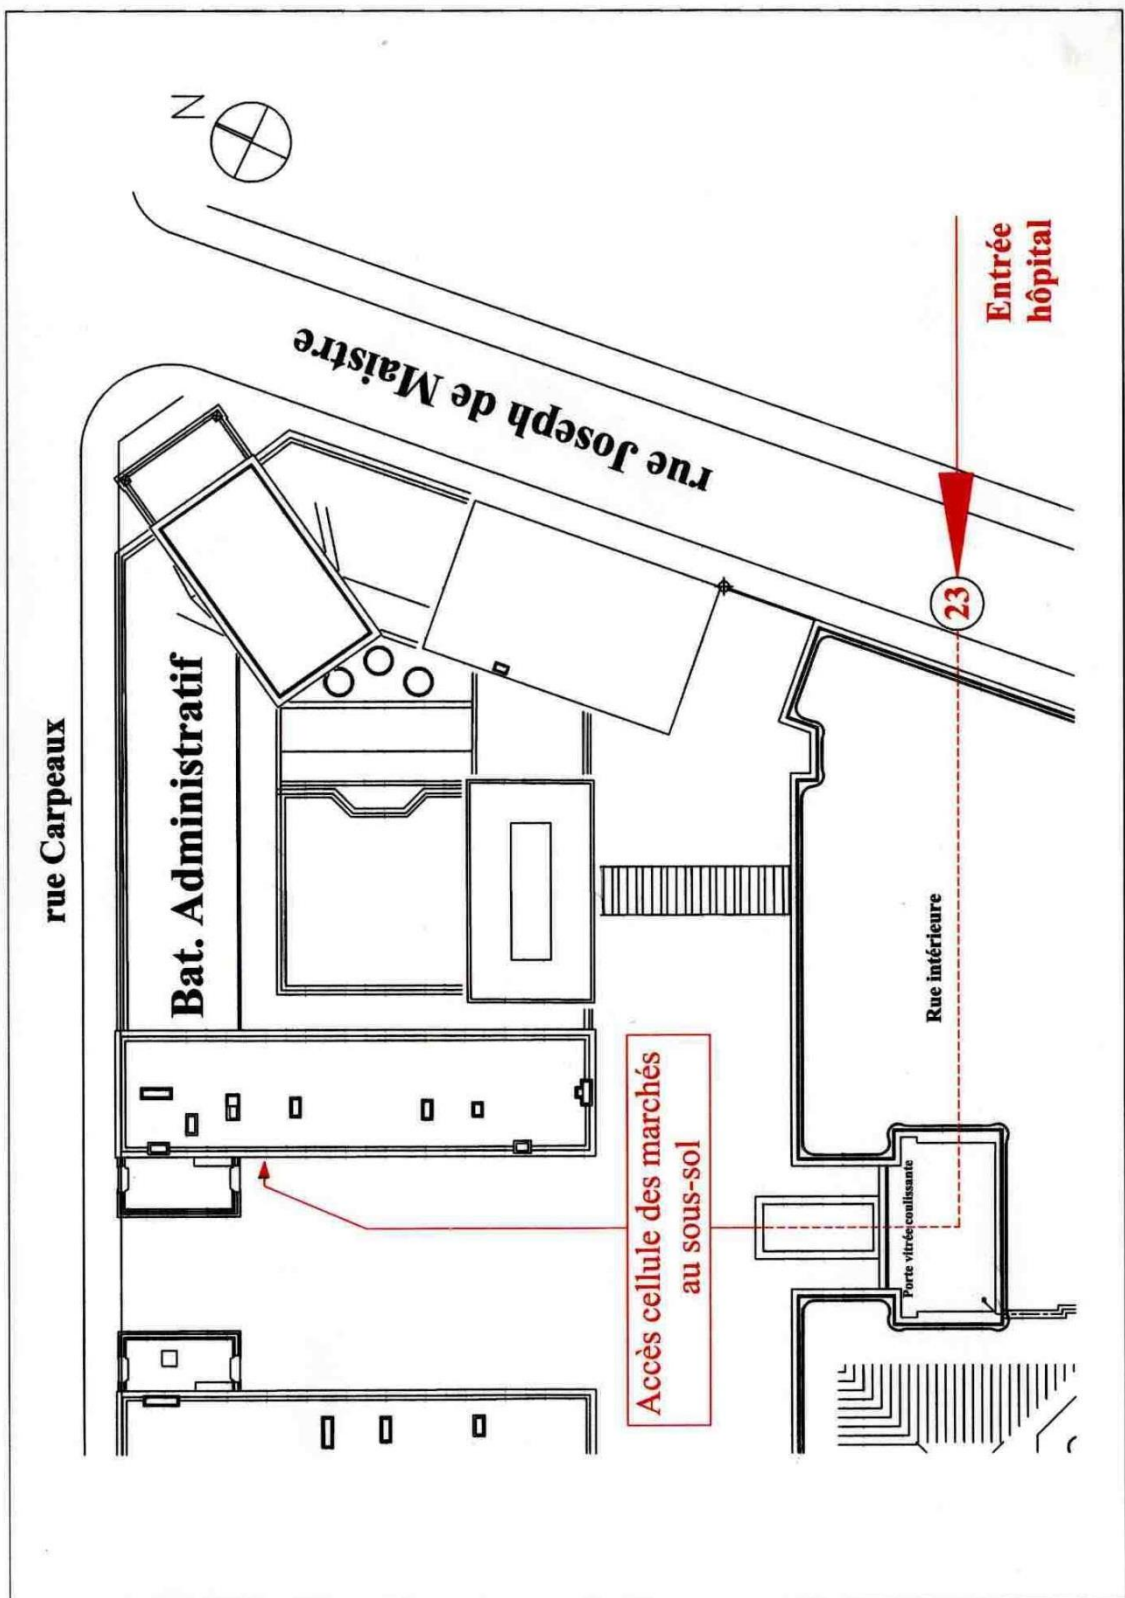 N
rue Carpeaux
rue Joseph de Maistre
Bat. Administratif
Entrée
hôpital
23
Rue intérieure
Accès cellule des marchés
au sous-sol
Porte vitrée coulissante